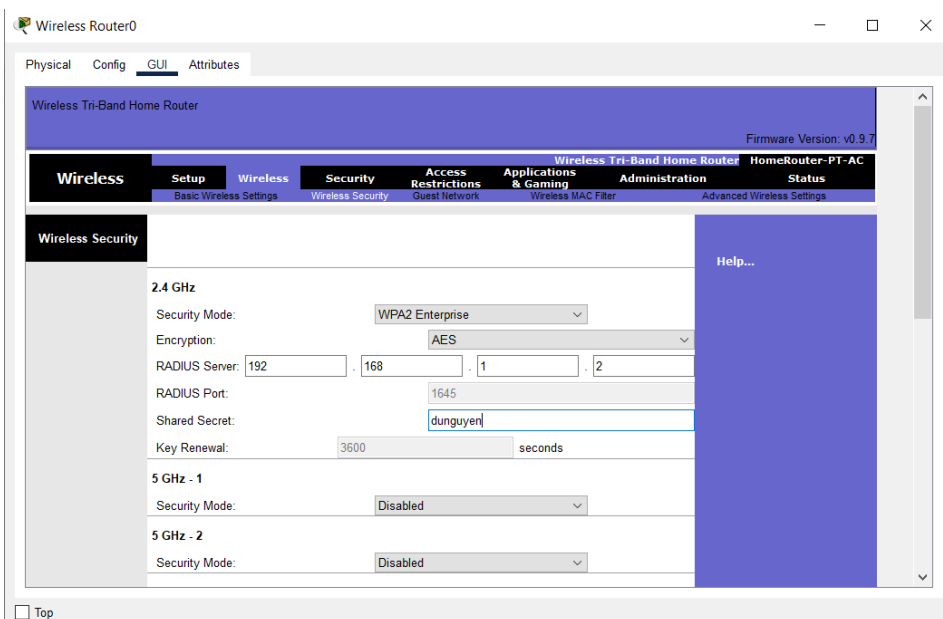 Wireless Router0
Physical Config GUI Attributes
Wireless Tri-Band Home Router
Firmware Version: v0.9.7
Wireless Tri-Band Home Router HomeRouter-PT-AC
Wireless Setup Wireless Security Access Restrictions Applications & Gaming Administration Status
Basic Wireless Settings Wireless Security Guest Network Wireless MAC Filter Advanced Wireless Settings
Wireless Security
Help...
2.4 GHz
Security Mode: WPA2 Enterprise
Encryption: AES
RADIUS Server: 192 . 168 . 1 . 2
RADIUS Port: 1645
Shared Secret: dunguyen
Key Renewal: 3600 seconds
5 GHz - 1
Security Mode: Disabled
5 GHz - 2
Security Mode: Disabled
Top